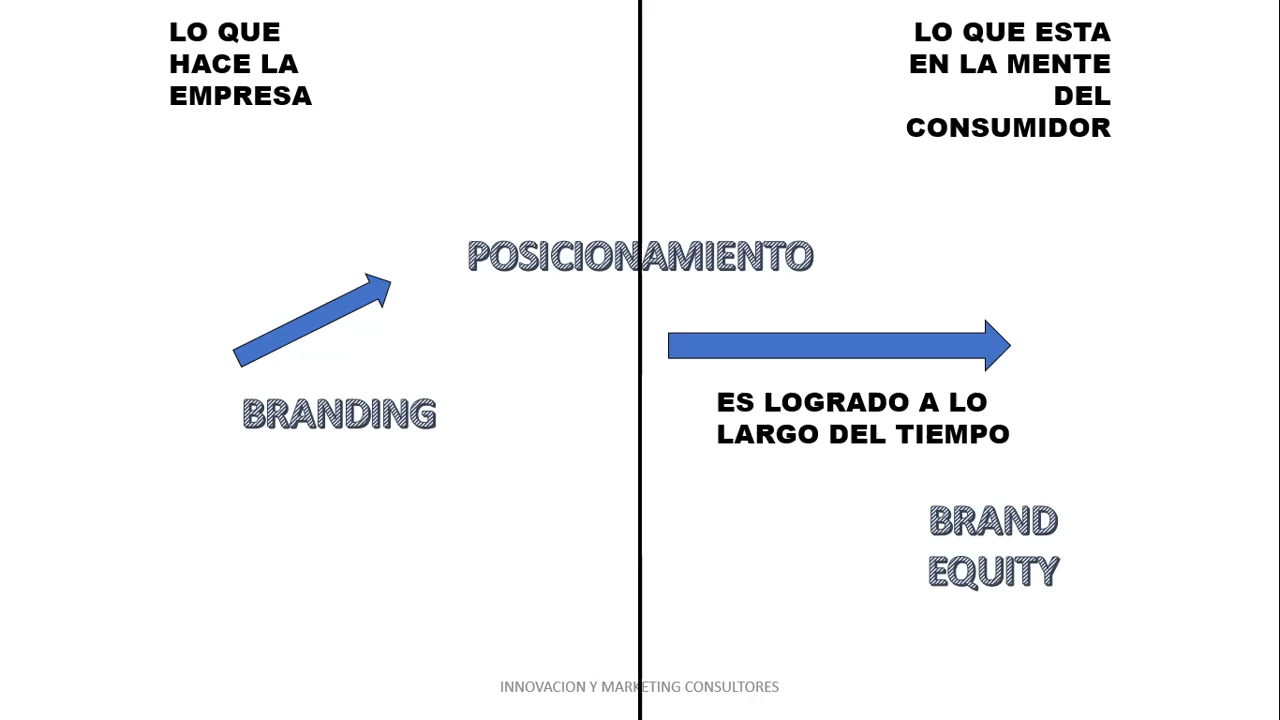 LO QUE
HACE LA
EMPRESA
LO QUE ESTA
EN LA MENTE
DEL
CONSUMIDOR
POSICIONAMIENTO
BRANDING
ES LOGRADO A LO
LARGO DEL TIEMPO
BRAND
EQUITY
INNOVACION Y MARKETING CONSULTORES